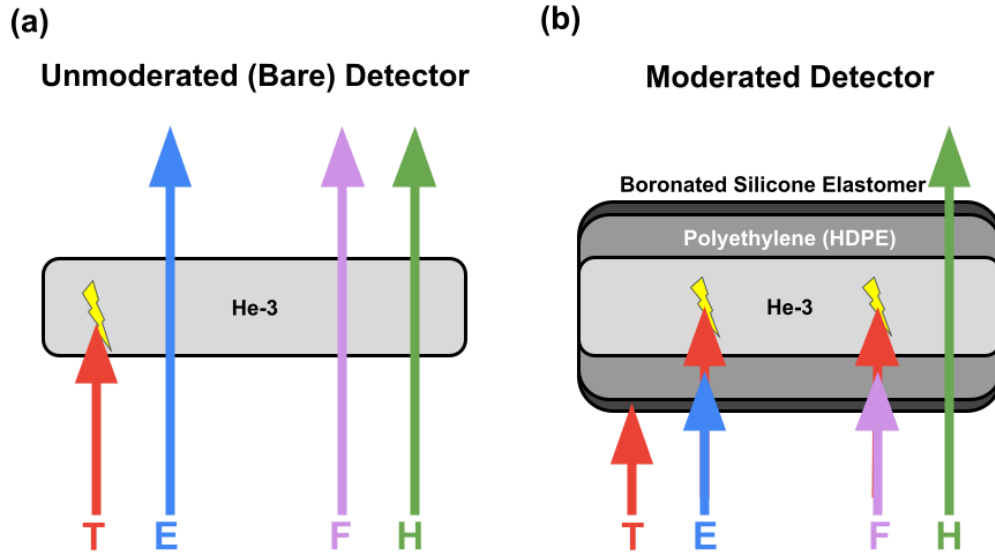 (a)
Unmoderated (Bare) Detector
He-3
T E F H
(b)
Moderated Detector
Boronated Silicone Elastomer
Polyethylene (HDPE)
He-3
T E F H